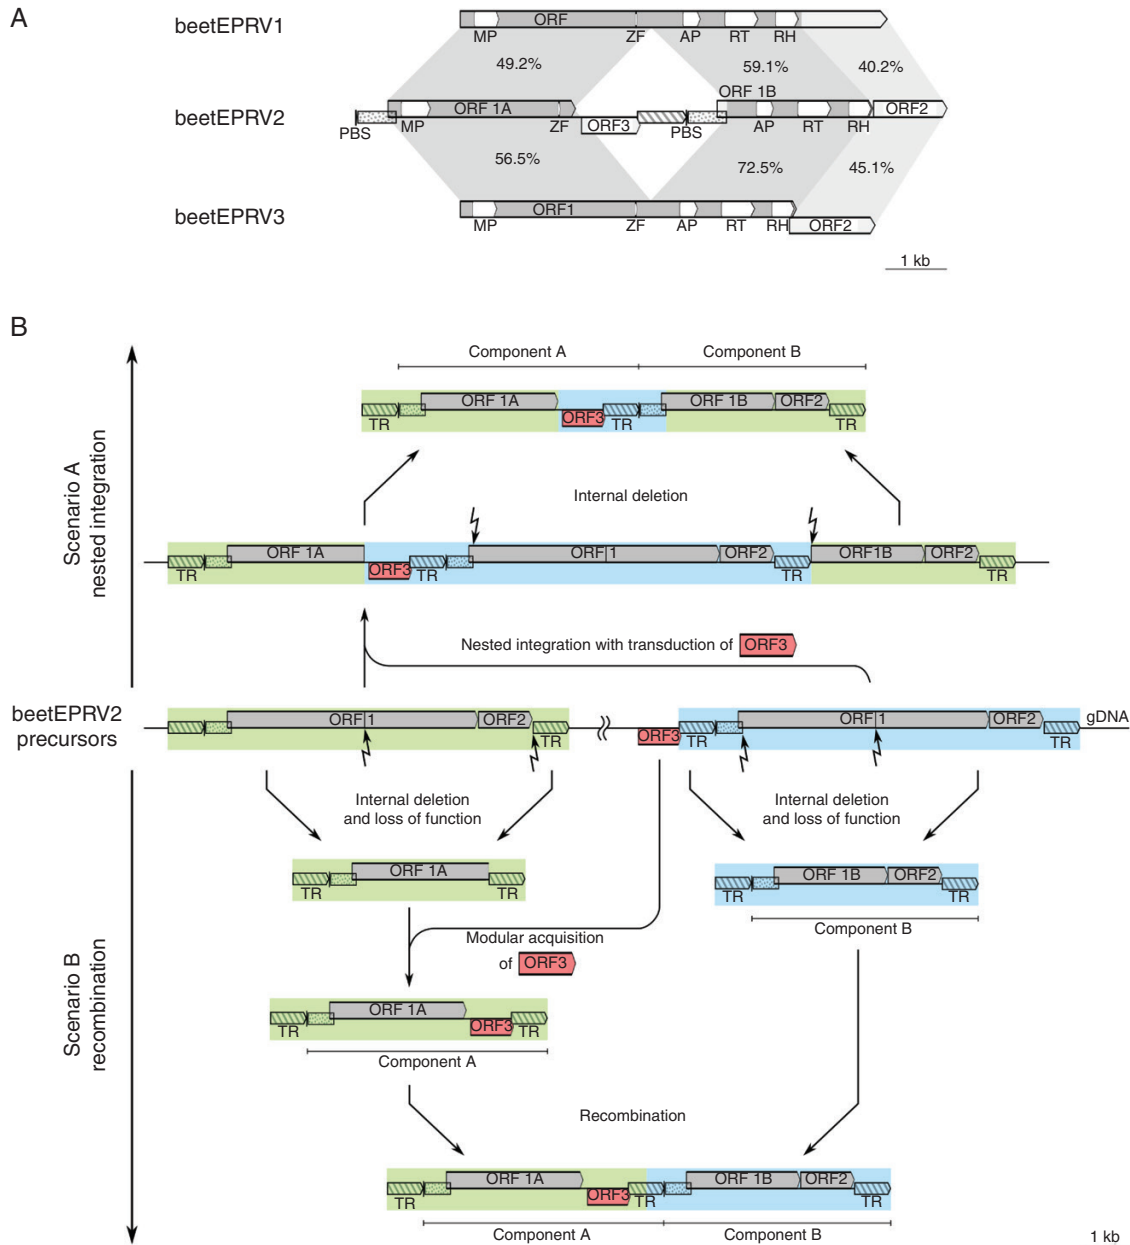 A
beetEPRV1
ORF
MP ZF AP RT RH
49.2% 59.1% 40.2%
beetEPRV2
ORF 1A ORF 1B ORF2
PBS MP ZF ORF3 PBS AP RT RH
56.5% 72.5% 45.1%
beetEPRV3
ORF1
MP ZF AP RT RH ORF2
1 kb
B
Scenario A
nested integration
Component A Component B
ORF 1A ORF 1B ORF2
TR ORF3 TR TR
Internal deletion
ORF 1A ORF 1 ORF2 ORF1B ORF2
TR ORF3 TR TR TR
Nested integration with transduction of ORF3
beetEPRV2
precursors
ORF 1 ORF2 ORF 1 ORF2 gDNA
TR TR ORF3 TR TR
Internal deletion
and loss of function
Internal deletion
and loss of function
ORF 1A
TR TR
ORF 1B ORF2
TR TR
Component B
Modular acquisition
of ORF3
Scenario B
recombination
ORF 1A
TR ORF3 TR
Component A
Recombination
ORF 1A ORF 1B ORF2
TR ORF3 TR TR
Component A Component B
1 kb